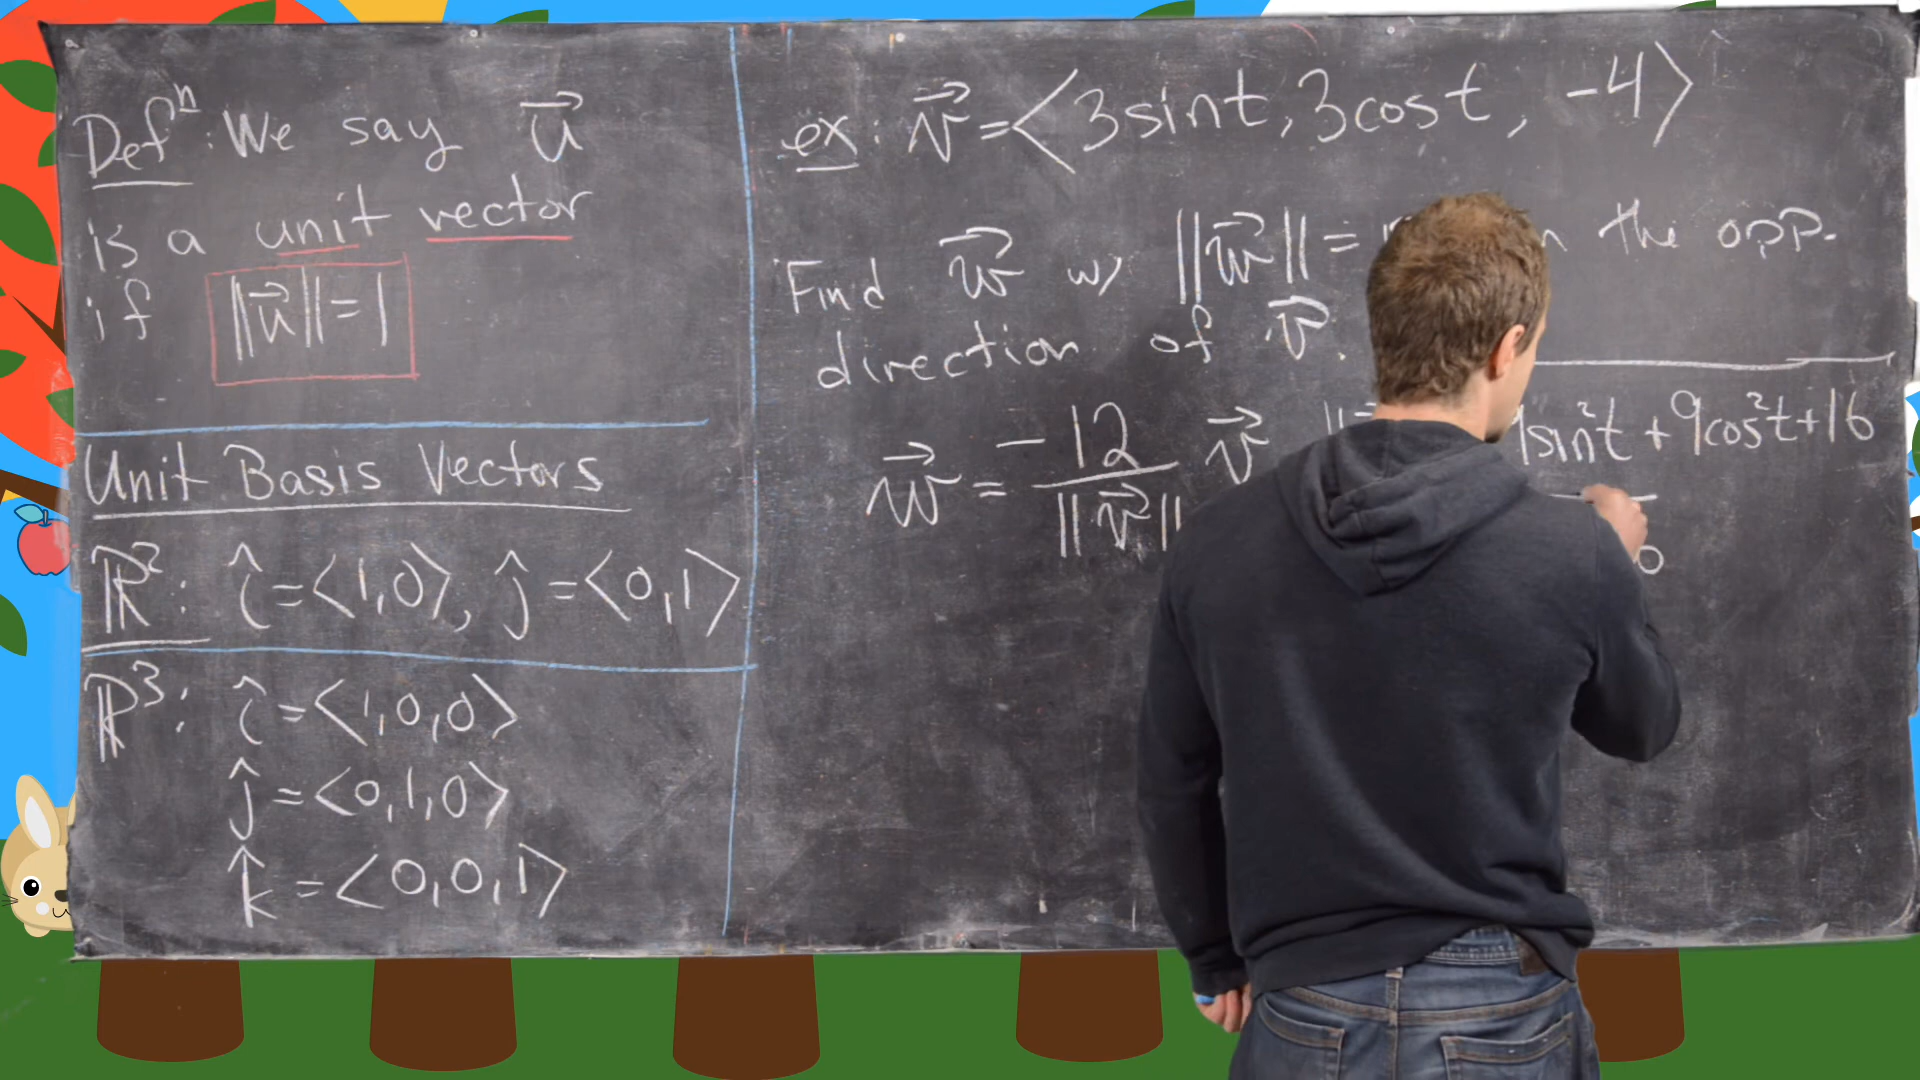 Defⁿ: We say u⃗
is a unit vector
if ||u⃗|| = 1
Unit Basis Vectors
ℝ²: î = <1,0>, ĵ = <0,1>
ℝ³: î = <1,0,0>
ĵ = <0,1,0>
k̂ = <0,0,1>
ex: v⃗ = <3sint, 3cost, -4>
Find w⃗ w/ ||w⃗|| = the opp.
direction of v⃗.
w⃗ = -12/||v⃗|| v⃗
9sin²t + 9cos²t + 16